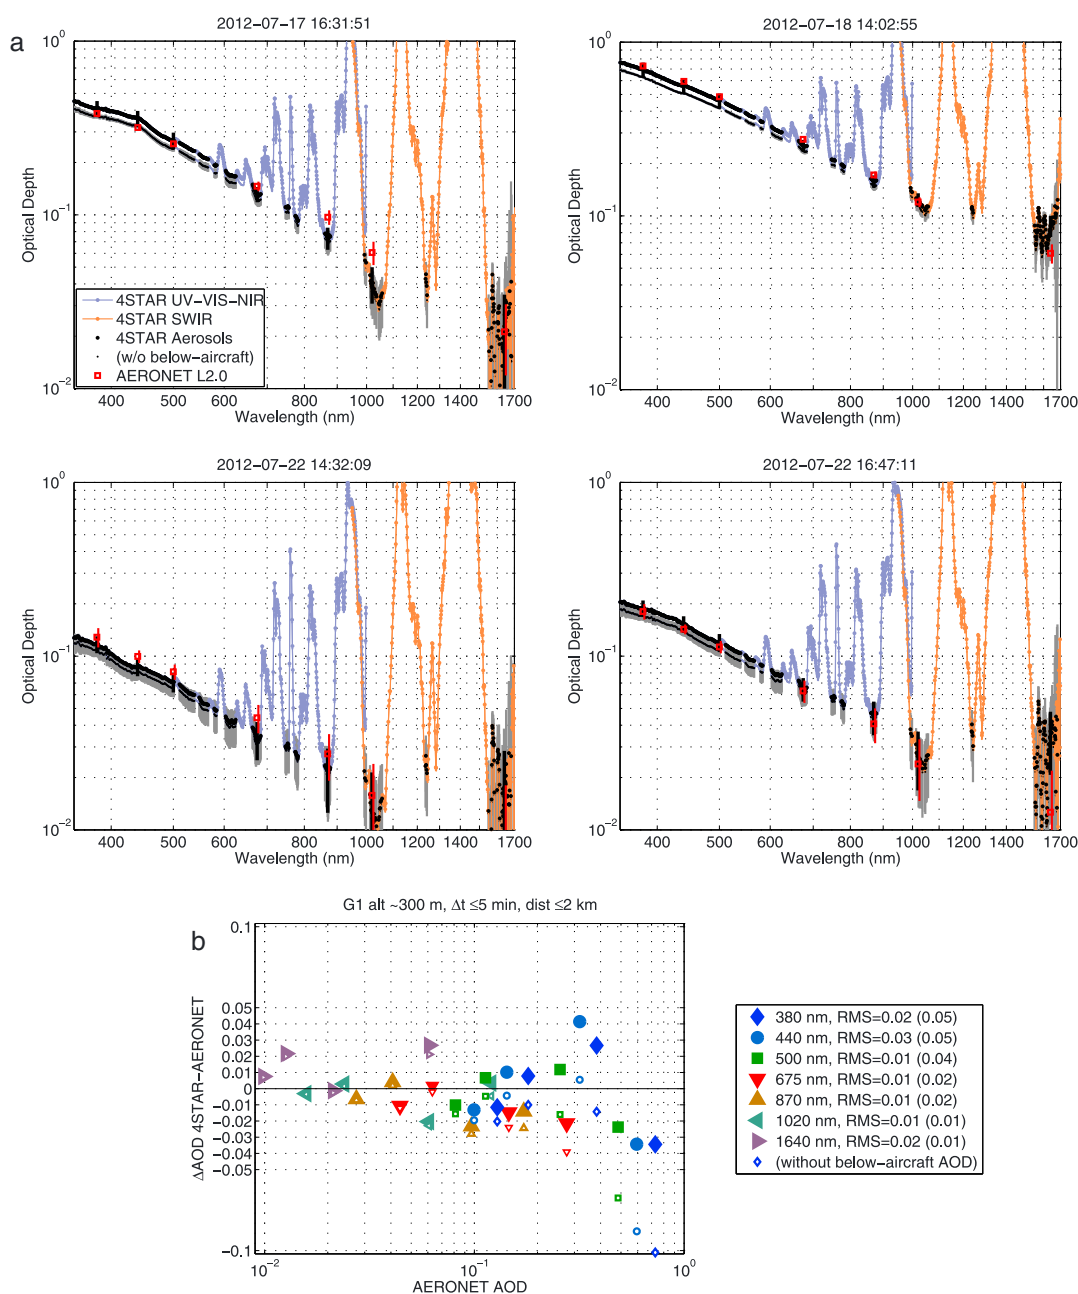 a
2012−07−17 16:31:51
10^0
10^−1
10^−2
Optical Depth
4STAR UV−VIS−NIR
4STAR SWIR
4STAR Aerosols
(w/o below−aircraft)
AERONET L2.0
400 500 600 800 1000 1200 1400 1700
Wavelength (nm)
2012−07−18 14:02:55
10^0
10^−1
10^−2
Optical Depth
400 500 600 800 1000 1200 1400 1700
Wavelength (nm)
2012−07−22 14:32:09
10^0
10^−1
10^−2
Optical Depth
400 500 600 800 1000 1200 1400 1700
Wavelength (nm)
2012−07−22 16:47:11
10^0
10^−1
10^−2
Optical Depth
400 500 600 800 1000 1200 1400 1700
Wavelength (nm)
b
G1 alt ~300 m, Δt ≤5 min, dist ≤2 km
0.1
0.05
0.04
0.03
0.02
0.01
0
−0.01
−0.02
−0.03
−0.04
−0.05
−0.1
ΔAOD 4STAR−AERONET
10^−2 10^−1 10^0
AERONET AOD
380 nm, RMS=0.02 (0.05)
440 nm, RMS=0.03 (0.05)
500 nm, RMS=0.01 (0.04)
675 nm, RMS=0.01 (0.02)
870 nm, RMS=0.01 (0.02)
1020 nm, RMS=0.01 (0.01)
1640 nm, RMS=0.02 (0.01)
(without below−aircraft AOD)